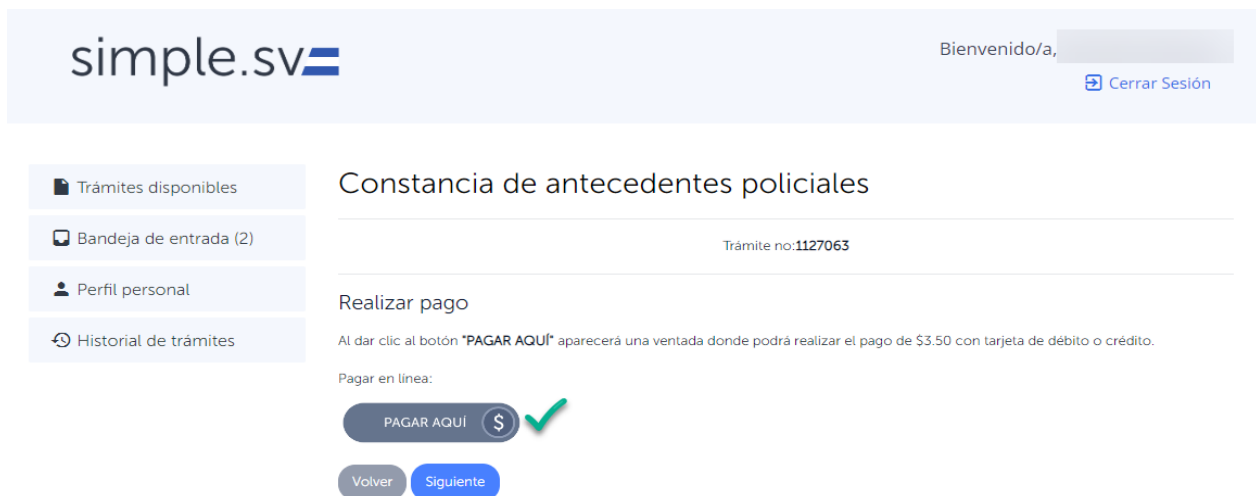 simple.sv
Bienvenido/a,
Cerrar Sesión
Trámites disponibles
Bandeja de entrada (2)
Perfil personal
Historial de trámites
Constancia de antecedentes policiales
Trámite no:1127063
Realizar pago
Al dar clic al botón "PAGAR AQUÍ" aparecerá una ventada donde podrá realizar el pago de $3.50 con tarjeta de débito o crédito.
Pagar en línea:
PAGAR AQUÍ $
Volver Siguiente